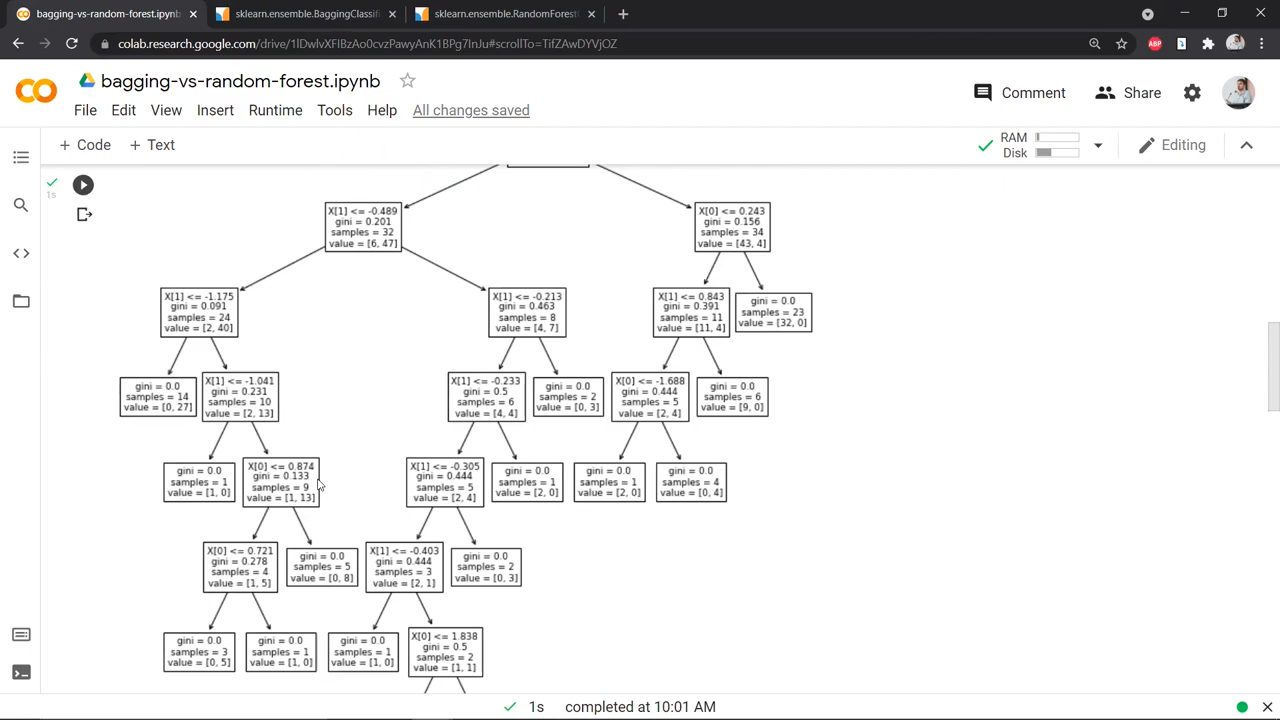 bagging-vs-random-forest.ipynb
sklearn.ensemble.BaggingClassifi
sklearn.ensemble.RandomForest
colab.research.google.com/drive/
ABP
bagging-vs-random-forest.ipynb
File Edit View Insert Runtime Tools Help All changes saved
Comment Share
+ Code + Text
RAM
Disk
Editing
1s
X[1] <= -0.489
gini = 0.201
samples = 32
value = [6, 47]
X[0] <= 0.243
gini = 0.156
samples = 34
value = [43, 4]
X[1] <= -1.175
gini = 0.091
samples = 24
value = [2, 40]
X[1] <= -0.213
gini = 0.463
samples = 8
value = [4, 7]
X[1] <= 0.843
gini = 0.391
samples = 11
value = [11, 4]
gini = 0.0
samples = 23
value = [32, 0]
gini = 0.0
samples = 14
value = [0, 27]
X[1] <= -1.041
gini = 0.231
samples = 10
value = [2, 13]
X[1] <= -0.233
gini = 0.5
samples = 6
value = [4, 4]
gini = 0.0
samples = 2
value = [0, 3]
X[0] <= -1.688
gini = 0.444
samples = 5
value = [2, 4]
gini = 0.0
samples = 6
value = [9, 0]
gini = 0.0
samples = 1
value = [1, 0]
X[0] <= 0.874
gini = 0.133
samples = 9
value = [1, 13]
X[1] <= -0.305
gini = 0.444
samples = 5
value = [2, 4]
gini = 0.0
samples = 1
value = [2, 0]
gini = 0.0
samples = 1
value = [2, 0]
gini = 0.0
samples = 4
value = [0, 4]
X[0] <= 0.721
gini = 0.278
samples = 4
value = [1, 5]
gini = 0.0
samples = 5
value = [0, 8]
X[1] <= -0.403
gini = 0.444
samples = 3
value = [2, 1]
gini = 0.0
samples = 2
value = [0, 3]
gini = 0.0
samples = 3
value = [0, 5]
gini = 0.0
samples = 1
value = [1, 0]
gini = 0.0
samples = 1
value = [1, 0]
X[0] <= 1.838
gini = 0.5
samples = 2
value = [1, 1]
1s completed at 10:01 AM